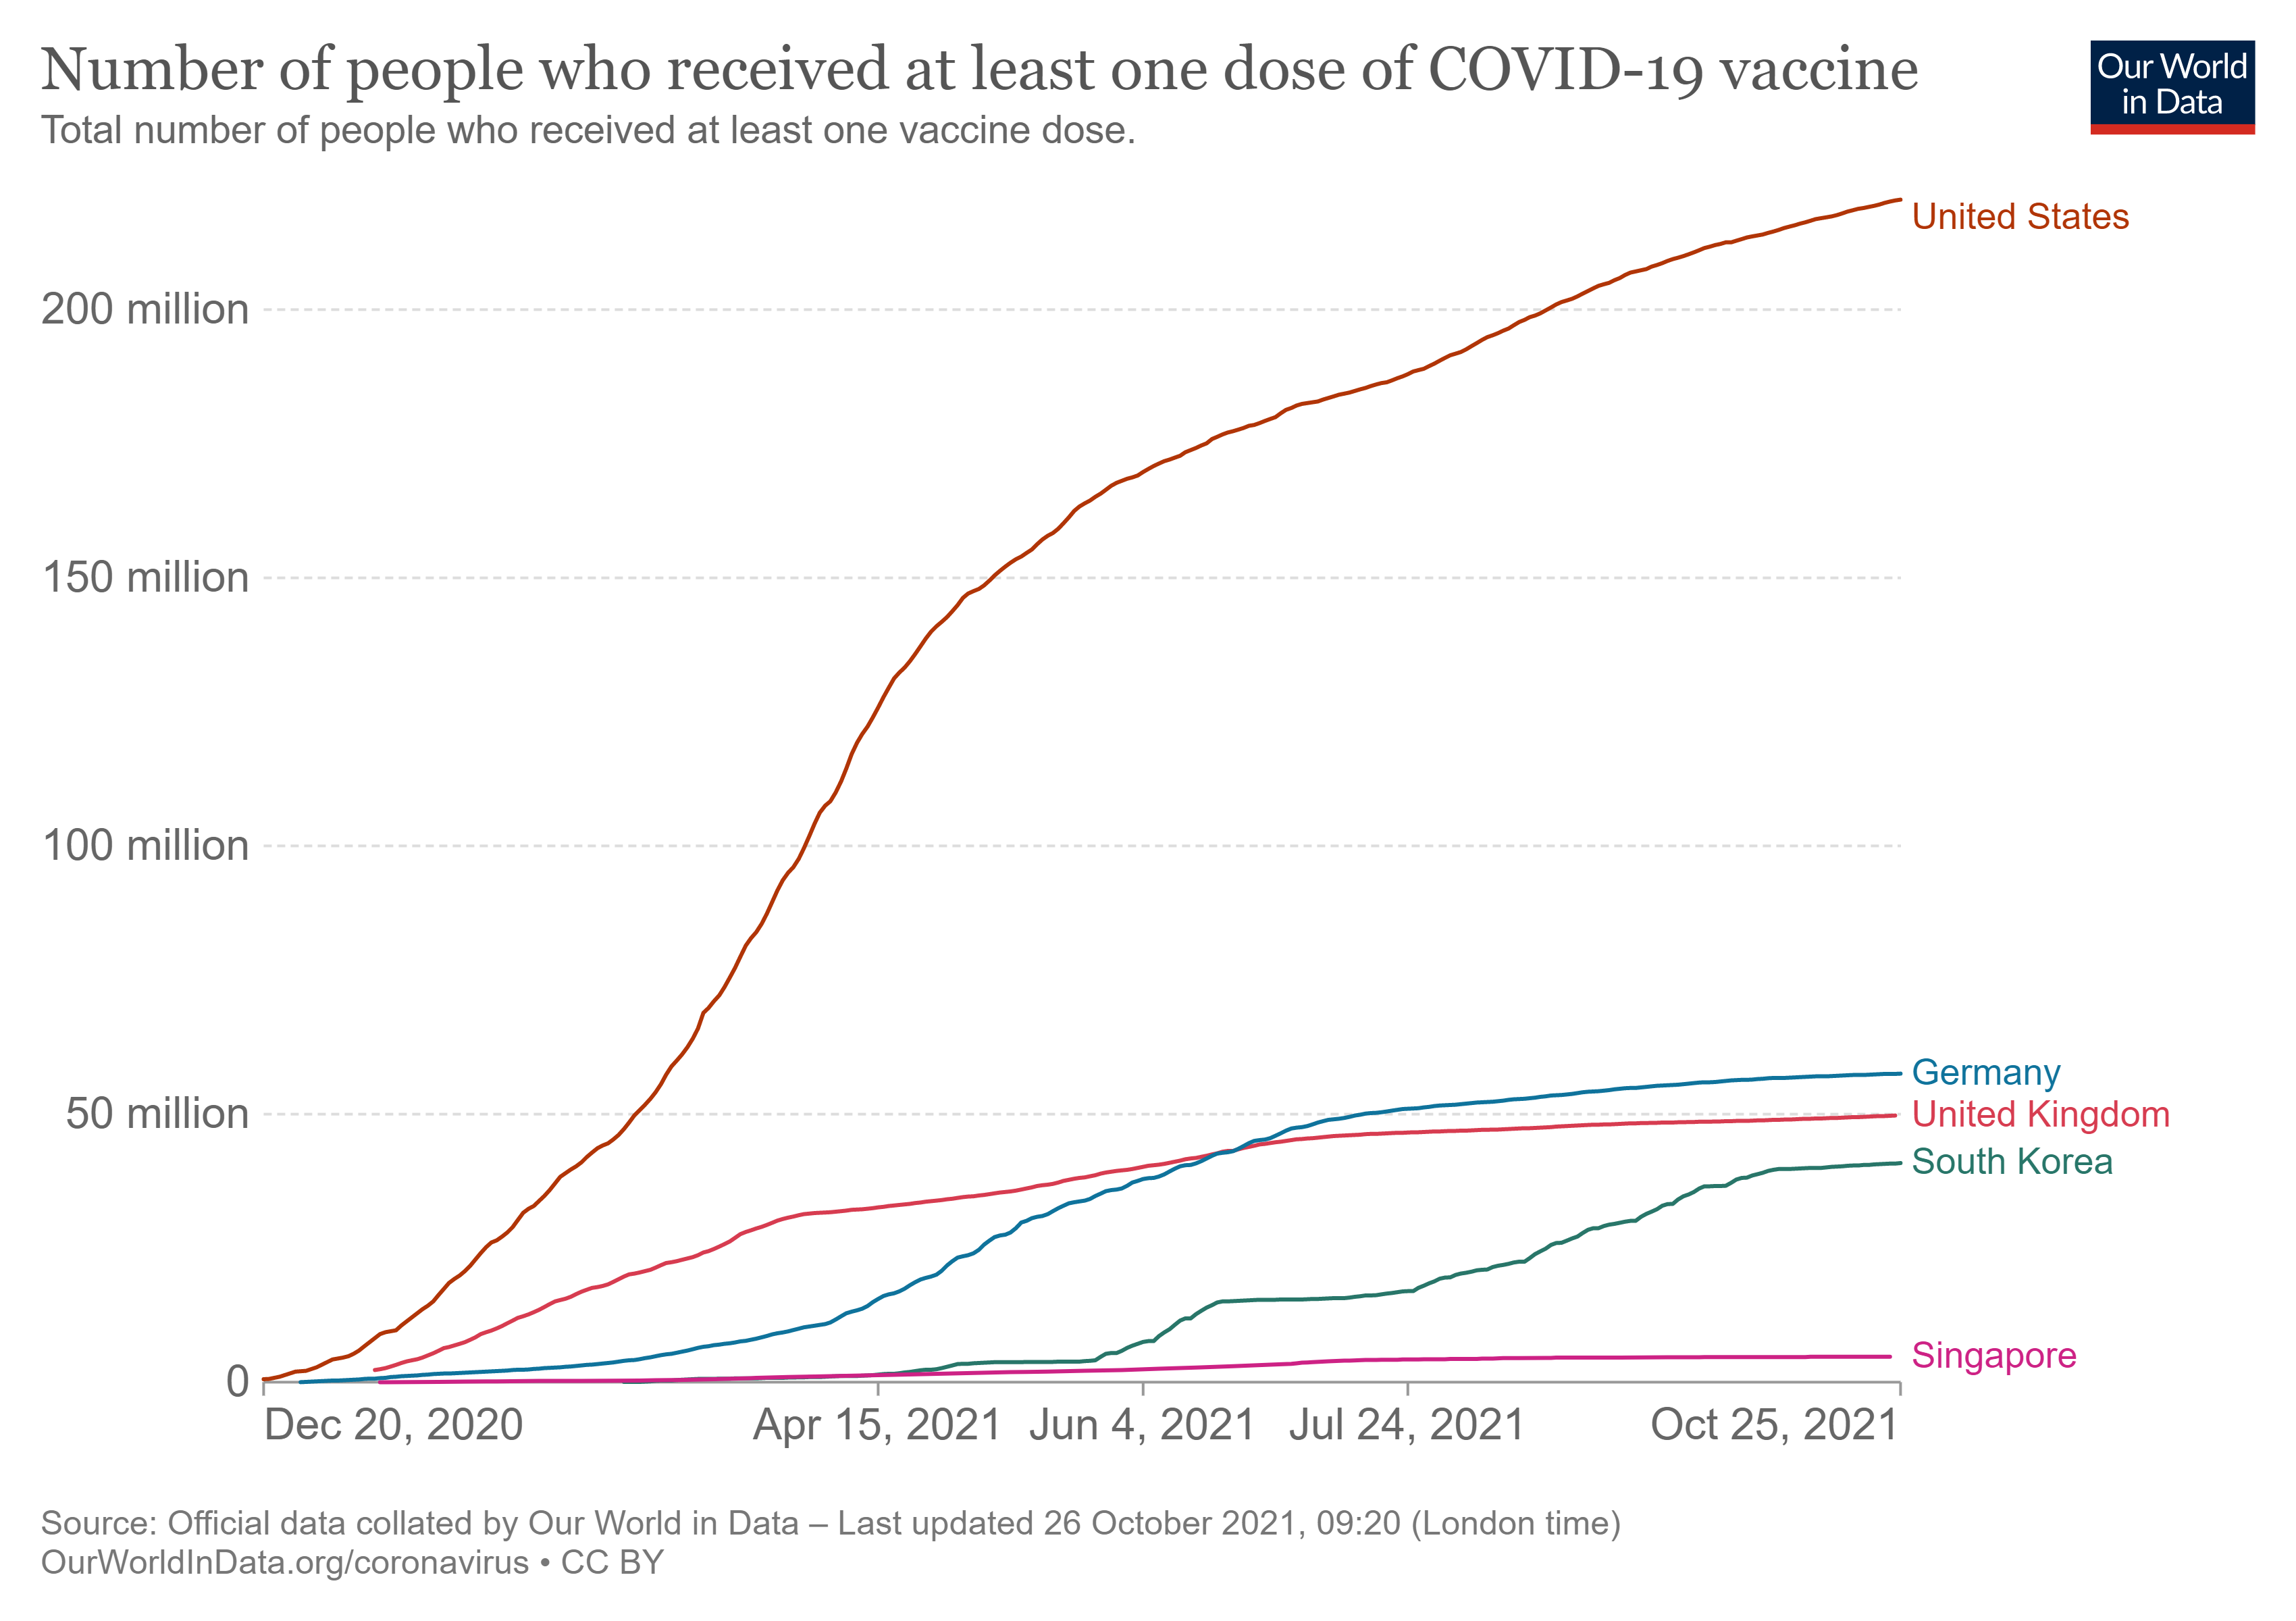 Number of people who received at least one dose of COVID-19 vaccine
Total number of people who received at least one vaccine dose.
Our World
in Data
United States
200 million
150 million
100 million
Germany
50 million
United Kingdom
South Korea
Singapore
0
Dec 20, 2020
Apr 15, 2021
Jun 4, 2021
Jul 24, 2021
Oct 25, 2021
Source: Official data collated by Our World in Data – Last updated 26 October 2021, 09:20 (London time)
OurWorldInData.org/coronavirus • CC BY